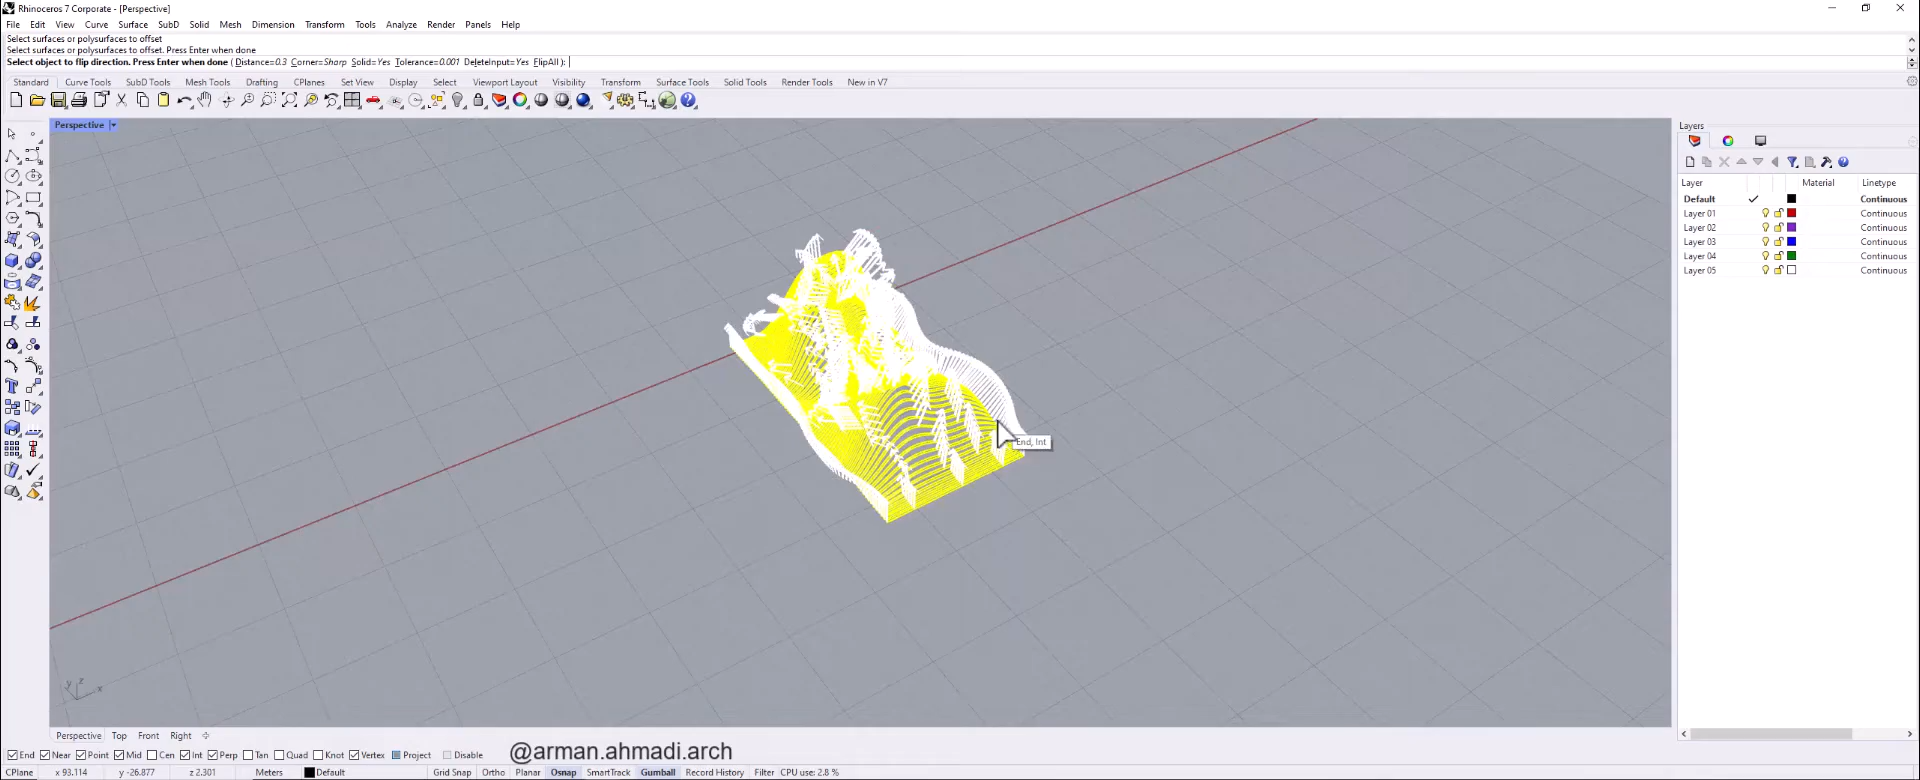 Rhinoceros 7 Corporate - [Perspective]
File Edit View Curve Surface SubD Solid Mesh Dimension Transform Tools Analyze Render Panels Help
Select surfaces or polysurfaces to offset
Select surfaces or polysurfaces to offset. Press Enter when done
Select object to flip direction. Press Enter when done ( Distance=0.3 Corner=Sharp Solid=Yes Tolerance=0.001 DeleteInput=Yes FlipAll ):
Standard Curve Tools SubD Tools Mesh Tools Drafting CPlanes Set View Display Select Viewport Layout Visibility Transform Surface Tools Solid Tools Render Tools New in V7
Perspective
Layers
Layer Material Linetype
Default Continuous
Layer 01 Continuous
Layer 02 Continuous
Layer 03 Continuous
Layer 04 Continuous
Layer 05 Continuous
End, Int
y z x
Perspective Top Front Right
End Near Point Mid Cen Int Perp Tan Quad Knot Vertex Project Disable
@arman.ahmadi.arch
CPlane x 93.114 y -26.877 z 2.301 Meters Default Grid Snap Ortho Planar Osnap SmartTrack Gumball Record History Filter CPU use: 2.8 %